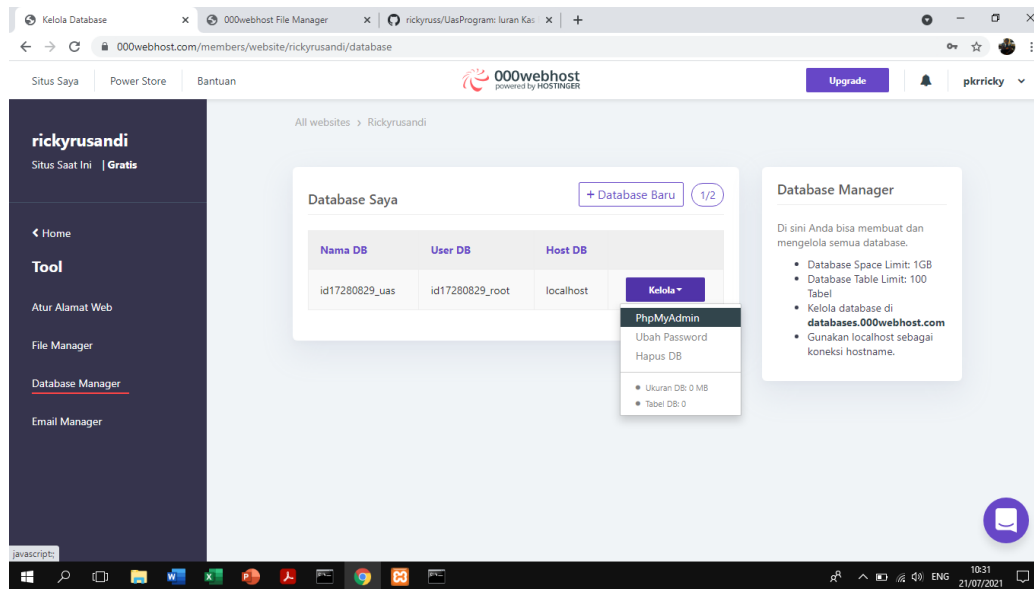 Kelola Database
000webhost File Manager
rickyruss/UasProgram: Iuran Kas
000webhost.com/members/website/rickyrusandi/database
Situs Saya Power Store Bantuan
000webhost
powered by HOSTINGER
Upgrade
pkrricky
rickyrusandi
Situs Saat Ini | Gratis
Home
Tool
Atur Alamat Web
File Manager
Database Manager
Email Manager
All websites > Rickyrusandi
Database Saya
+ Database Baru
1/2
Nama DB User DB Host DB
id17280829_uas id17280829_root localhost Kelola
PhpMyAdmin
Ubah Password
Hapus DB
Ukuran DB: 0 MB
Tabel DB: 0
Database Manager
Di sini Anda bisa membuat dan
mengelola semua database.
Database Space Limit: 1GB
Database Table Limit: 100
Tabel
Kelola database di
databases.000webhost.com
Gunakan localhost sebagai
koneksi hostname.
javascript:;
ENG
10:31
21/07/2021